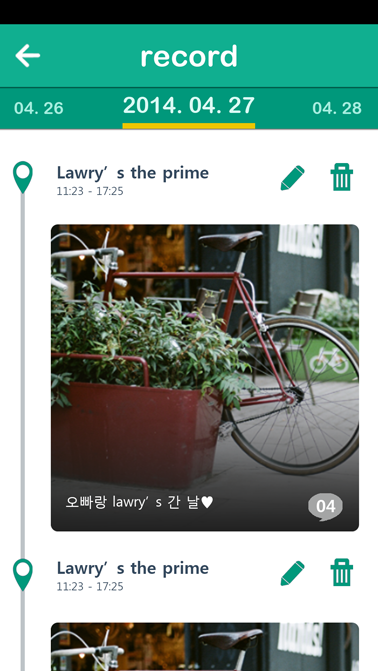 record
04. 26
2014. 04. 27
04. 28
Lawry’s the prime
11:23 - 17:25
오빠랑 lawry’s 간 날♥
04
Lawry’s the prime
11:23 - 17:25